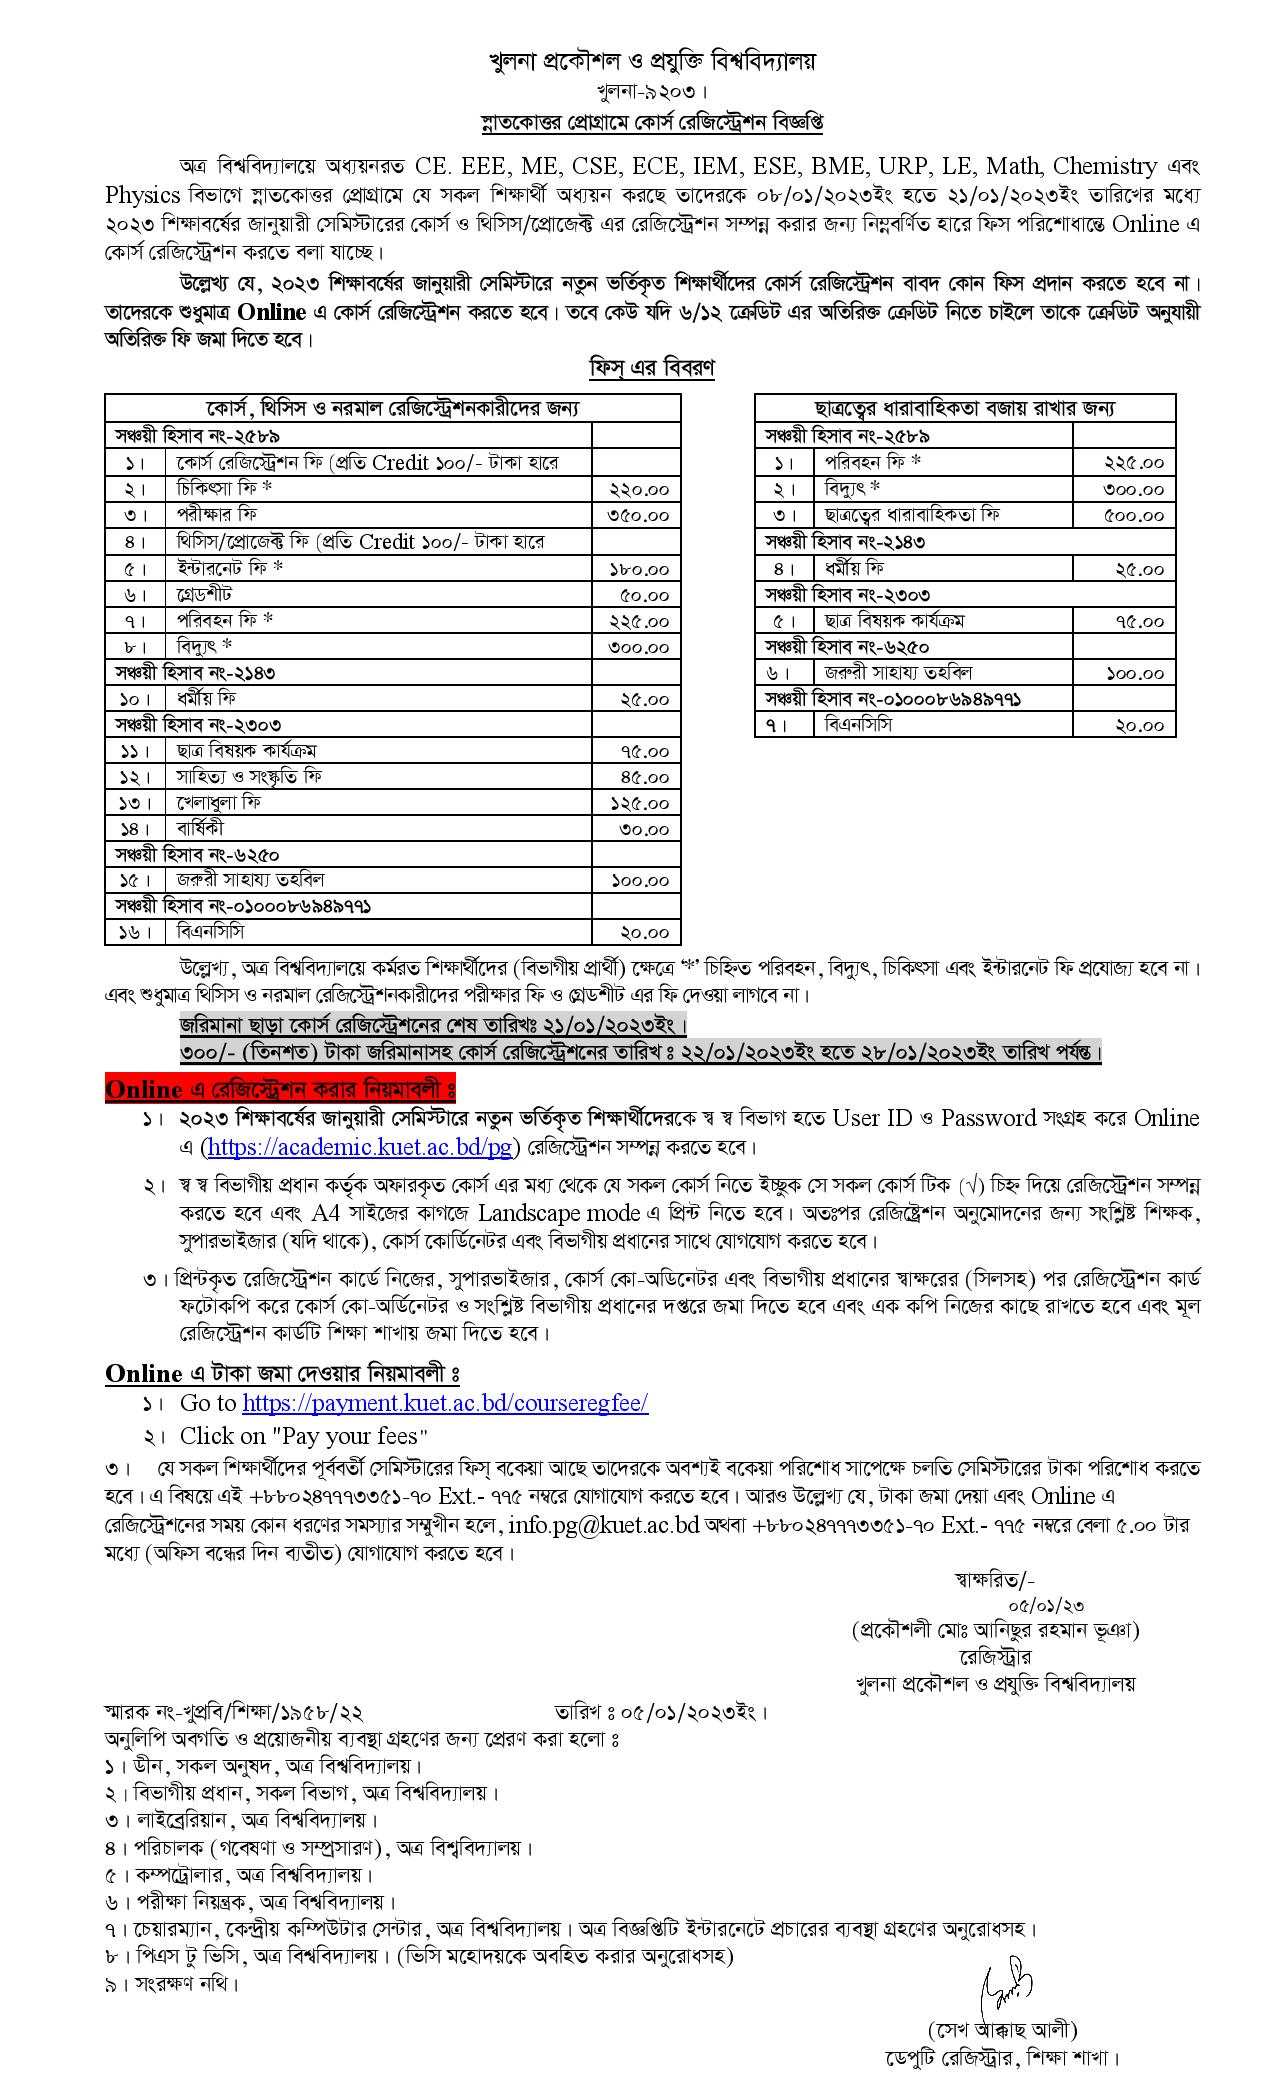 খুলনা প্রকৌশল ও প্রযুক্তি বিশ্ববিদ্যালয়
খুলনা-৯২০৩।
স্নাতকোত্তর প্রোগ্রামে কোর্স রেজিস্ট্রেশন বিজ্ঞপ্তি
অত্র বিশ্ববিদ্যালয়ে অধ্যয়নরত CE. EEE, ME, CSE, ECE, IEM, ESE, BME, URP, LE, Math, Chemistry এবং
Physics বিভাগে স্নাতকোত্তর প্রোগ্রামে যে সকল শিক্ষার্থী অধ্যয়ন করছে তাদেরকে ০৮/০১/২০২৩ইং হতে ২১/০১/২০২৩ইং তারিখের মধ্যে
২০২৩ শিক্ষাবর্ষের জানুয়ারী সেমিস্টারের কোর্স ও থিসিস/প্রোজেক্ট এর রেজিস্ট্রেশন সম্পন্ন করার জন্য নিম্নবর্ণিত হারে ফিস পরিশোধান্তে Online এ
কোর্স রেজিস্ট্রেশন করতে বলা যাচ্ছে।
উল্লেখ্য যে, ২০২৩ শিক্ষাবর্ষের জানুয়ারী সেমিস্টারে নতুন ভর্তিকৃত শিক্ষার্থীদের কোর্স রেজিস্ট্রেশন বাবদ কোন ফিস প্রদান করতে হবে না।
তাদেরকে শুধুমাত্র Online এ কোর্স রেজিস্ট্রেশন করতে হবে। তবে কেউ যদি ৬/১২ ক্রেডিট এর অতিরিক্ত ক্রেডিট নিতে চাইলে তাকে ক্রেডিট অনুযায়ী
অতিরিক্ত ফি জমা দিতে হবে।
ফিস্ এর বিবরণ
কোর্স, থিসিস ও নরমাল রেজিস্ট্রেশনকারীদের জন্য
সঞ্চয়ী হিসাব নং-২৫৮৯
১। কোর্স রেজিস্ট্রেশন ফি (প্রতি Credit ১০০/- টাকা হারে
২। চিকিৎসা ফি * ২২০.০০
৩। পরীক্ষার ফি ৩৫০.০০
৪। থিসিস/প্রোজেক্ট ফি (প্রতি Credit ১০০/- টাকা হারে
৫। ইন্টারনেট ফি * ১৮০.০০
৬। গ্রেডশীট ৫০.০০
৭। পরিবহন ফি * ২২৫.০০
৮। বিদ্যুৎ * ৩০০.০০
সঞ্চয়ী হিসাব নং-২১৪৩
১০। ধর্মীয় ফি ২৫.০০
সঞ্চয়ী হিসাব নং-২৩০৩
১১। ছাত্র বিষয়ক কার্যক্রম ৭৫.০০
১২। সাহিত্য ও সংস্কৃতি ফি ৪৫.০০
১৩। খেলাধুলা ফি ১২৫.০০
১৪। বার্ষিকী ৩০.০০
সঞ্চয়ী হিসাব নং-৬২৫০
১৫। জরুরী সাহায্য তহবিল ১০০.০০
সঞ্চয়ী হিসাব নং-০১০০০৮৬৯৪৯৭৭১
১৬। বিএনসিসি ২০.০০
ছাত্রত্বের ধারাবাহিকতা বজায় রাখার জন্য
সঞ্চয়ী হিসাব নং-২৫৮৯
১। পরিবহন ফি * ২২৫.০০
২। বিদ্যুৎ * ৩০০.০০
৩। ছাত্রত্বের ধারাবাহিকতা ফি ৫০০.০০
সঞ্চয়ী হিসাব নং-২১৪৩
৪। ধর্মীয় ফি ২৫.০০
সঞ্চয়ী হিসাব নং-২৩০৩
৫। ছাত্র বিষয়ক কার্যক্রম ৭৫.০০
সঞ্চয়ী হিসাব নং-৬২৫০
৬। জরুরী সাহায্য তহবিল ১০০.০০
সঞ্চয়ী হিসাব নং-০১০০০৮৬৯৪৯৭৭১
৭। বিএনসিসি ২০.০০
উল্লেখ্য, অত্র বিশ্ববিদ্যালয়ে কর্মরত শিক্ষার্থীদের (বিভাগীয় প্রার্থী) ক্ষেত্রে ‘*’ চিহ্নিত পরিবহন, বিদ্যুৎ, চিকিৎসা এবং ইন্টারনেট ফি প্রযোজ্য হবে না।
এবং শুধুমাত্র থিসিস ও নরমাল রেজিস্ট্রেশনকারীদের পরীক্ষার ফি ও গ্রেডশীট এর ফি দেওয়া লাগবে না।
জরিমানা ছাড়া কোর্স রেজিস্ট্রেশনের শেষ তারিখঃ ২১/০১/২০২৩ইং।
৩০০/- (তিনশত) টাকা জরিমানাসহ কোর্স রেজিস্ট্রেশনের তারিখ : ২২/০১/২০২৩ইং হতে ২৮/০১/২০২৩ইং তারিখ পর্যন্ত।
Online এ রেজিস্ট্রেশন করার নিয়মাবলী :
১। ২০২৩ শিক্ষাবর্ষের জানুয়ারী সেমিস্টারে নতুন ভর্তিকৃত শিক্ষার্থীদেরকে স্ব স্ব বিভাগ হতে User ID ও Password সংগ্রহ করে Online
এ (https://academic.kuet.ac.bd/pg) রেজিস্ট্রেশন সম্পন্ন করতে হবে।
২। স্ব স্ব বিভাগীয় প্রধান কর্তৃক অফারকৃত কোর্স এর মধ্য থেকে যে সকল কোর্স নিতে ইচ্ছুক সে সকল কোর্স টিক (√) চিহ্ন দিয়ে রেজিস্ট্রেশন সম্পন্ন
করতে হবে এবং A4 সাইজের কাগজে Landscape mode এ প্রিন্ট নিতে হবে। অতঃপর রেজিষ্ট্রেশন অনুমোদনের জন্য সংশ্লিষ্ট শিক্ষক,
সুপারভাইজার (যদি থাকে), কোর্স কোর্ডিনেটর এবং বিভাগীয় প্রধানের সাথে যোগযোগ করতে হবে।
৩। প্রিন্টকৃত রেজিস্ট্রেশন কার্ডে নিজের, সুপারভাইজার, কোর্স কো-অডিনেটর এবং বিভাগীয় প্রধানের স্বাক্ষরের (সিলসহ) পর রেজিস্ট্রেশন কার্ড
ফটোকপি করে কোর্স কো-অর্ডিনেটর ও সংশ্লিষ্ট বিভাগীয় প্রধানের দপ্তরে জমা দিতে হবে এবং এক কপি নিজের কাছে রাখতে হবে এবং মূল
রেজিস্ট্রেশন কার্ডটি শিক্ষা শাখায় জমা দিতে হবে।
Online এ টাকা জমা দেওয়ার নিয়মাবলী :
১। Go to https://payment.kuet.ac.bd/courseregfee/
২। Click on "Pay your fees"
৩। যে সকল শিক্ষার্থীদের পূর্ববর্তী সেমিস্টারের ফিস্ বকেয়া আছে তাদেরকে অবশ্যই বকেয়া পরিশোধ সাপেক্ষে চলতি সেমিস্টারের টাকা পরিশোধ করতে
হবে। এ বিষয়ে এই +৮৮০২৪৭৭৭৩৩৫১-৭০ Ext.- ৭৭৫ নম্বরে যোগাযোগ করতে হবে। আরও উল্লেখ্য যে, টাকা জমা দেয়া এবং Online এ
রেজিস্ট্রেশনের সময় কোন ধরণের সমস্যার সম্মুখীন হলে, info.pg@kuet.ac.bd অথবা +৮৮০২৪৭৭৭৩৩৫১-৭০ Ext.- ৭৭৫ নম্বরে বেলা ৫.০০ টার
মধ্যে (অফিস বন্ধের দিন ব্যতীত) যোগাযোগ করতে হবে।
স্বাক্ষরিত/-
০৫/০১/২৩
(প্রকৌশলী মোঃ আনিছুর রহমান ভূঞা)
রেজিস্ট্রার
খুলনা প্রকৌশল ও প্রযুক্তি বিশ্ববিদ্যালয়
স্মারক নং-খুপ্রবি/শিক্ষা/১৯৫৮/২২ তারিখ : ০৫/০১/২০২৩ইং।
অনুলিপি অবগতি ও প্রয়োজনীয় ব্যবস্থা গ্রহণের জন্য প্রেরণ করা হলো :
১। ডীন, সকল অনুষদ, অত্র বিশ্ববিদ্যালয়।
২। বিভাগীয় প্রধান, সকল বিভাগ, অত্র বিশ্ববিদ্যালয়।
৩। লাইব্রেরিয়ান, অত্র বিশ্ববিদ্যালয়।
৪। পরিচালক (গবেষণা ও সম্প্রসারণ), অত্র বিশ্ববিদ্যালয়।
৫। কম্পট্রোলার, অত্র বিশ্ববিদ্যালয়।
৬। পরীক্ষা নিয়ন্ত্রক, অত্র বিশ্ববিদ্যালয়।
৭। চেয়ারম্যান, কেন্দ্রীয় কম্পিউটার সেন্টার, অত্র বিশ্ববিদ্যালয়। অত্র বিজ্ঞপ্তিটি ইন্টারনেটে প্রচারের ব্যবস্থা গ্রহণের অনুরোধসহ।
৮। পিএস টু ভিসি, অত্র বিশ্ববিদ্যালয়। (ভিসি মহোদয়কে অবহিত করার অনুরোধসহ)
৯। সংরক্ষণ নথি।
(সেখ আক্কাছ আলী)
ডেপুটি রেজিস্ট্রার, শিক্ষা শাখা।